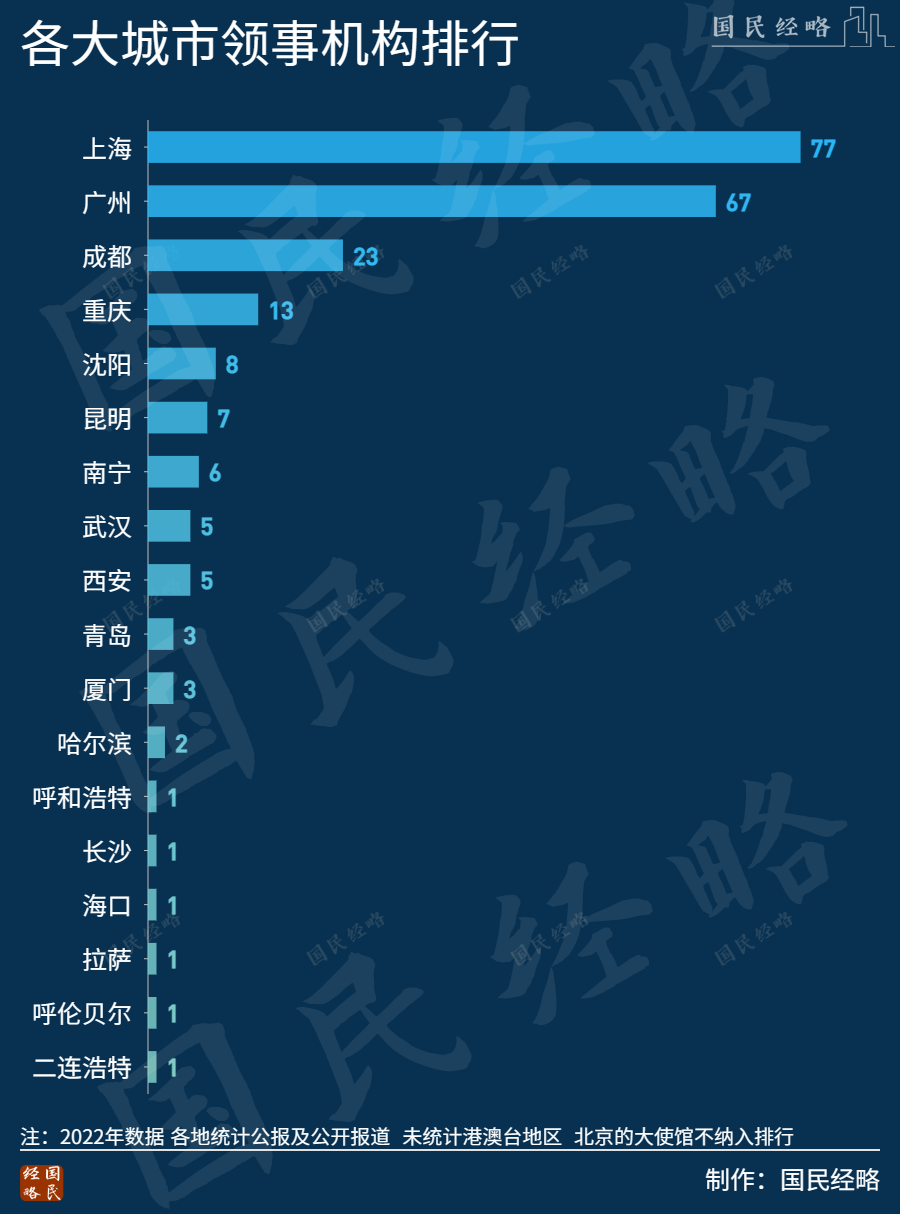 各大城市领事机构排行
国民经略
上海 77
广州 67
成都 23
重庆 13
沈阳 8
昆明 7
南宁 6
武汉 5
西安 5
青岛 3
厦门 3
哈尔滨 2
呼和浩特 1
长沙 1
海口 1
拉萨 1
呼伦贝尔 1
二连浩特 1
注：2022年数据 各地统计公报及公开报道 未统计港澳台地区 北京的大使馆不纳入排行
国民经略
制作：国民经略